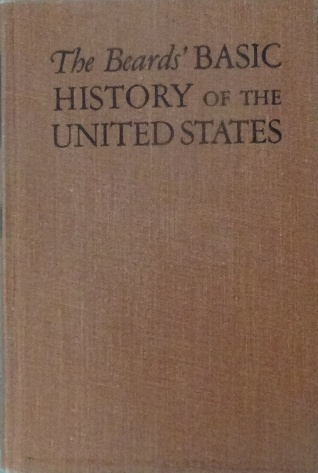 The Beards' BASIC
HISTORY OF THE
UNITED STATES